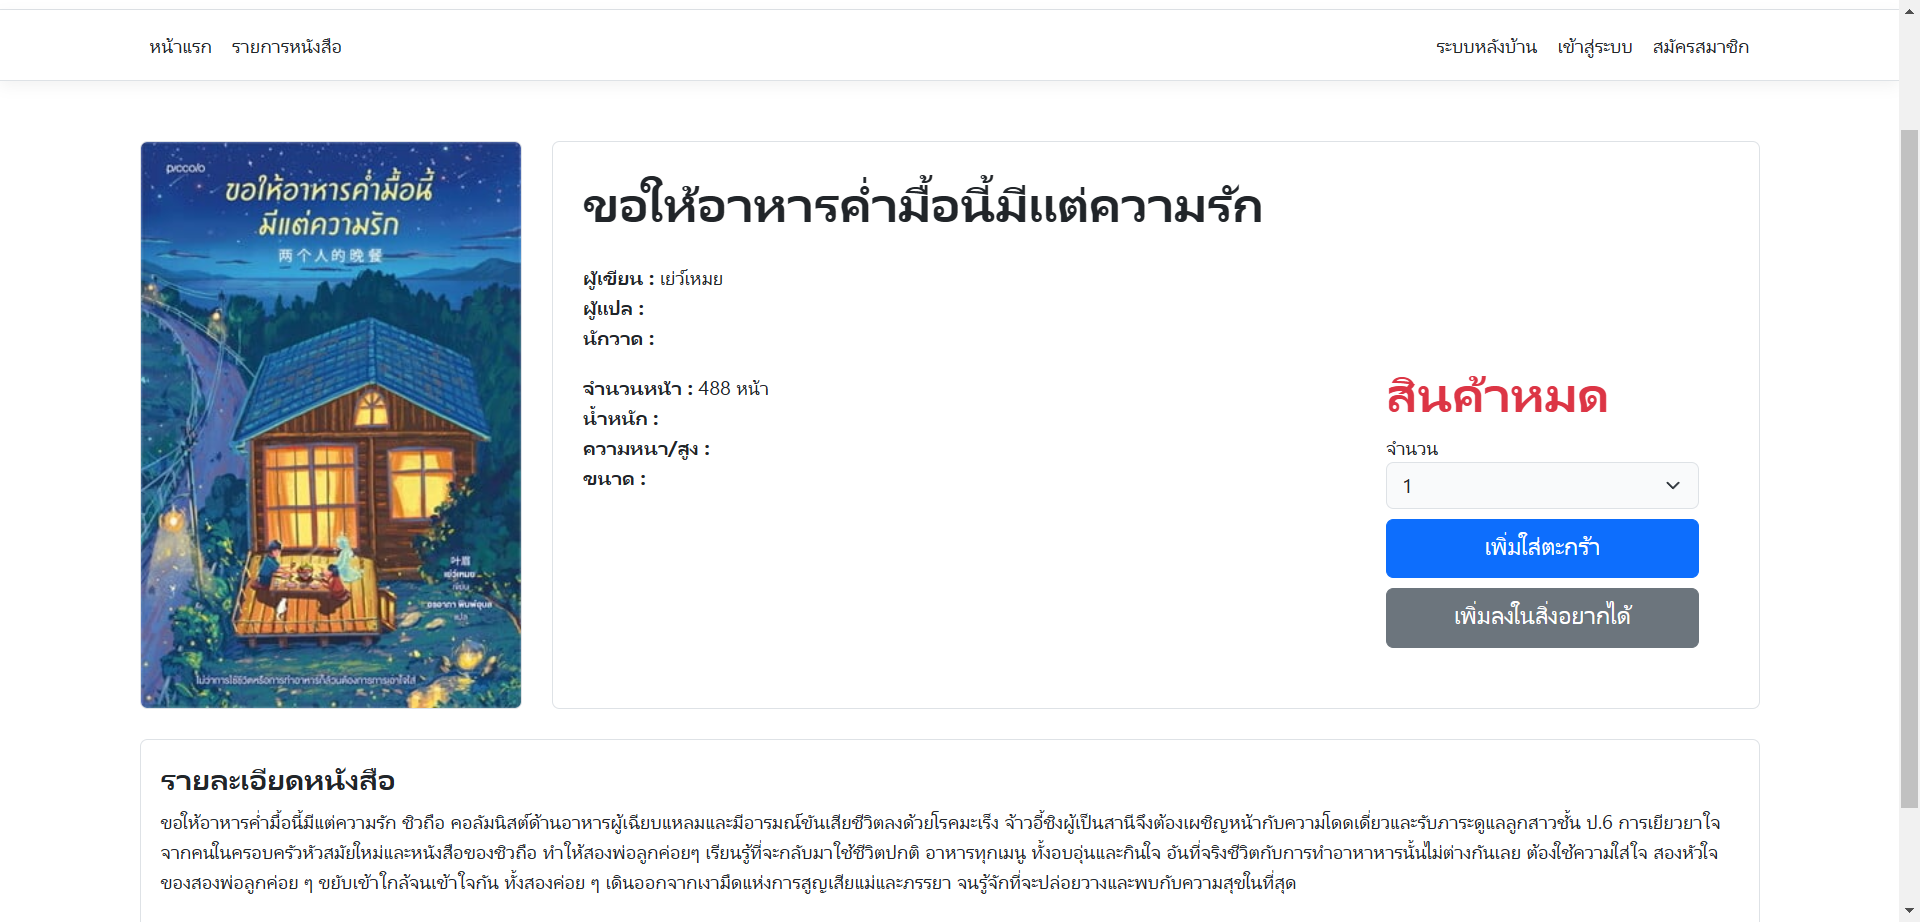 หน้าแรก รายการหนังสือ ระบบหลังบ้าน เข้าสู่ระบบ สมัครสมาชิก
piccolo
ขอให้อาหารค่ำมื้อนี้
มีแต่ความรัก
两个人的晚餐
叶眉
เย่ว์เหมย
เขียน
อรจาภา พิมพ์อุบล
แปล
ไม่ว่าการใช้ชีวิตหรือการทำอาหารก็ล้วนต้องการการเอาใจใส่
ขอให้อาหารค่ำมื้อนี้มีแต่ความรัก
ผู้เขียน : เย่ว์เหมย
ผู้แปล :
นักวาด :
จำนวนหน้า : 488 หน้า
น้ำหนัก :
ความหนา/สูง :
ขนาด :
สินค้าหมด
จำนวน
1
เพิ่มใส่ตะกร้า
เพิ่มลงในสิ่งอยากได้
รายละเอียดหนังสือ
ขอให้อาหารค่ำมื้อนี้มีแต่ความรัก ชิวถือ คอลัมนิสต์ด้านอาหารผู้เฉียบแหลมและมีอารมณ์ขันเสียชีวิตลงด้วยโรคมะเร็ง จ้าวอี้ชิงผู้เป็นสามีจึงต้องเผชิญหน้ากับความโดดเดี่ยวและรับภาระดูแลลูกสาวชั้น ป.6 การเยียวยาใจ
จากคนในครอบครัวหัวสมัยใหม่และหนังสือของชิวถือ ทำให้สองพ่อลูกค่อยๆ เรียนรู้ที่จะกลับมาใช้ชีวิตปกติ อาหารทุกเมนู ทั้งอบอุ่นและกินใจ อันที่จริงชีวิตกับการทำอาหาหารนั้นไม่ต่างกันเลย ต้องใช้ความใส่ใจ สองหัวใจ
ของสองพ่อลูกค่อย ๆ ขยับเข้าใกล้จนเข้าใจกัน ทั้งสองค่อย ๆ เดินออกจากเงามืดแห่งการสูญเสียแม่และภรรยา จนรู้จักที่จะปล่อยวางและพบกับความสุขในที่สุด